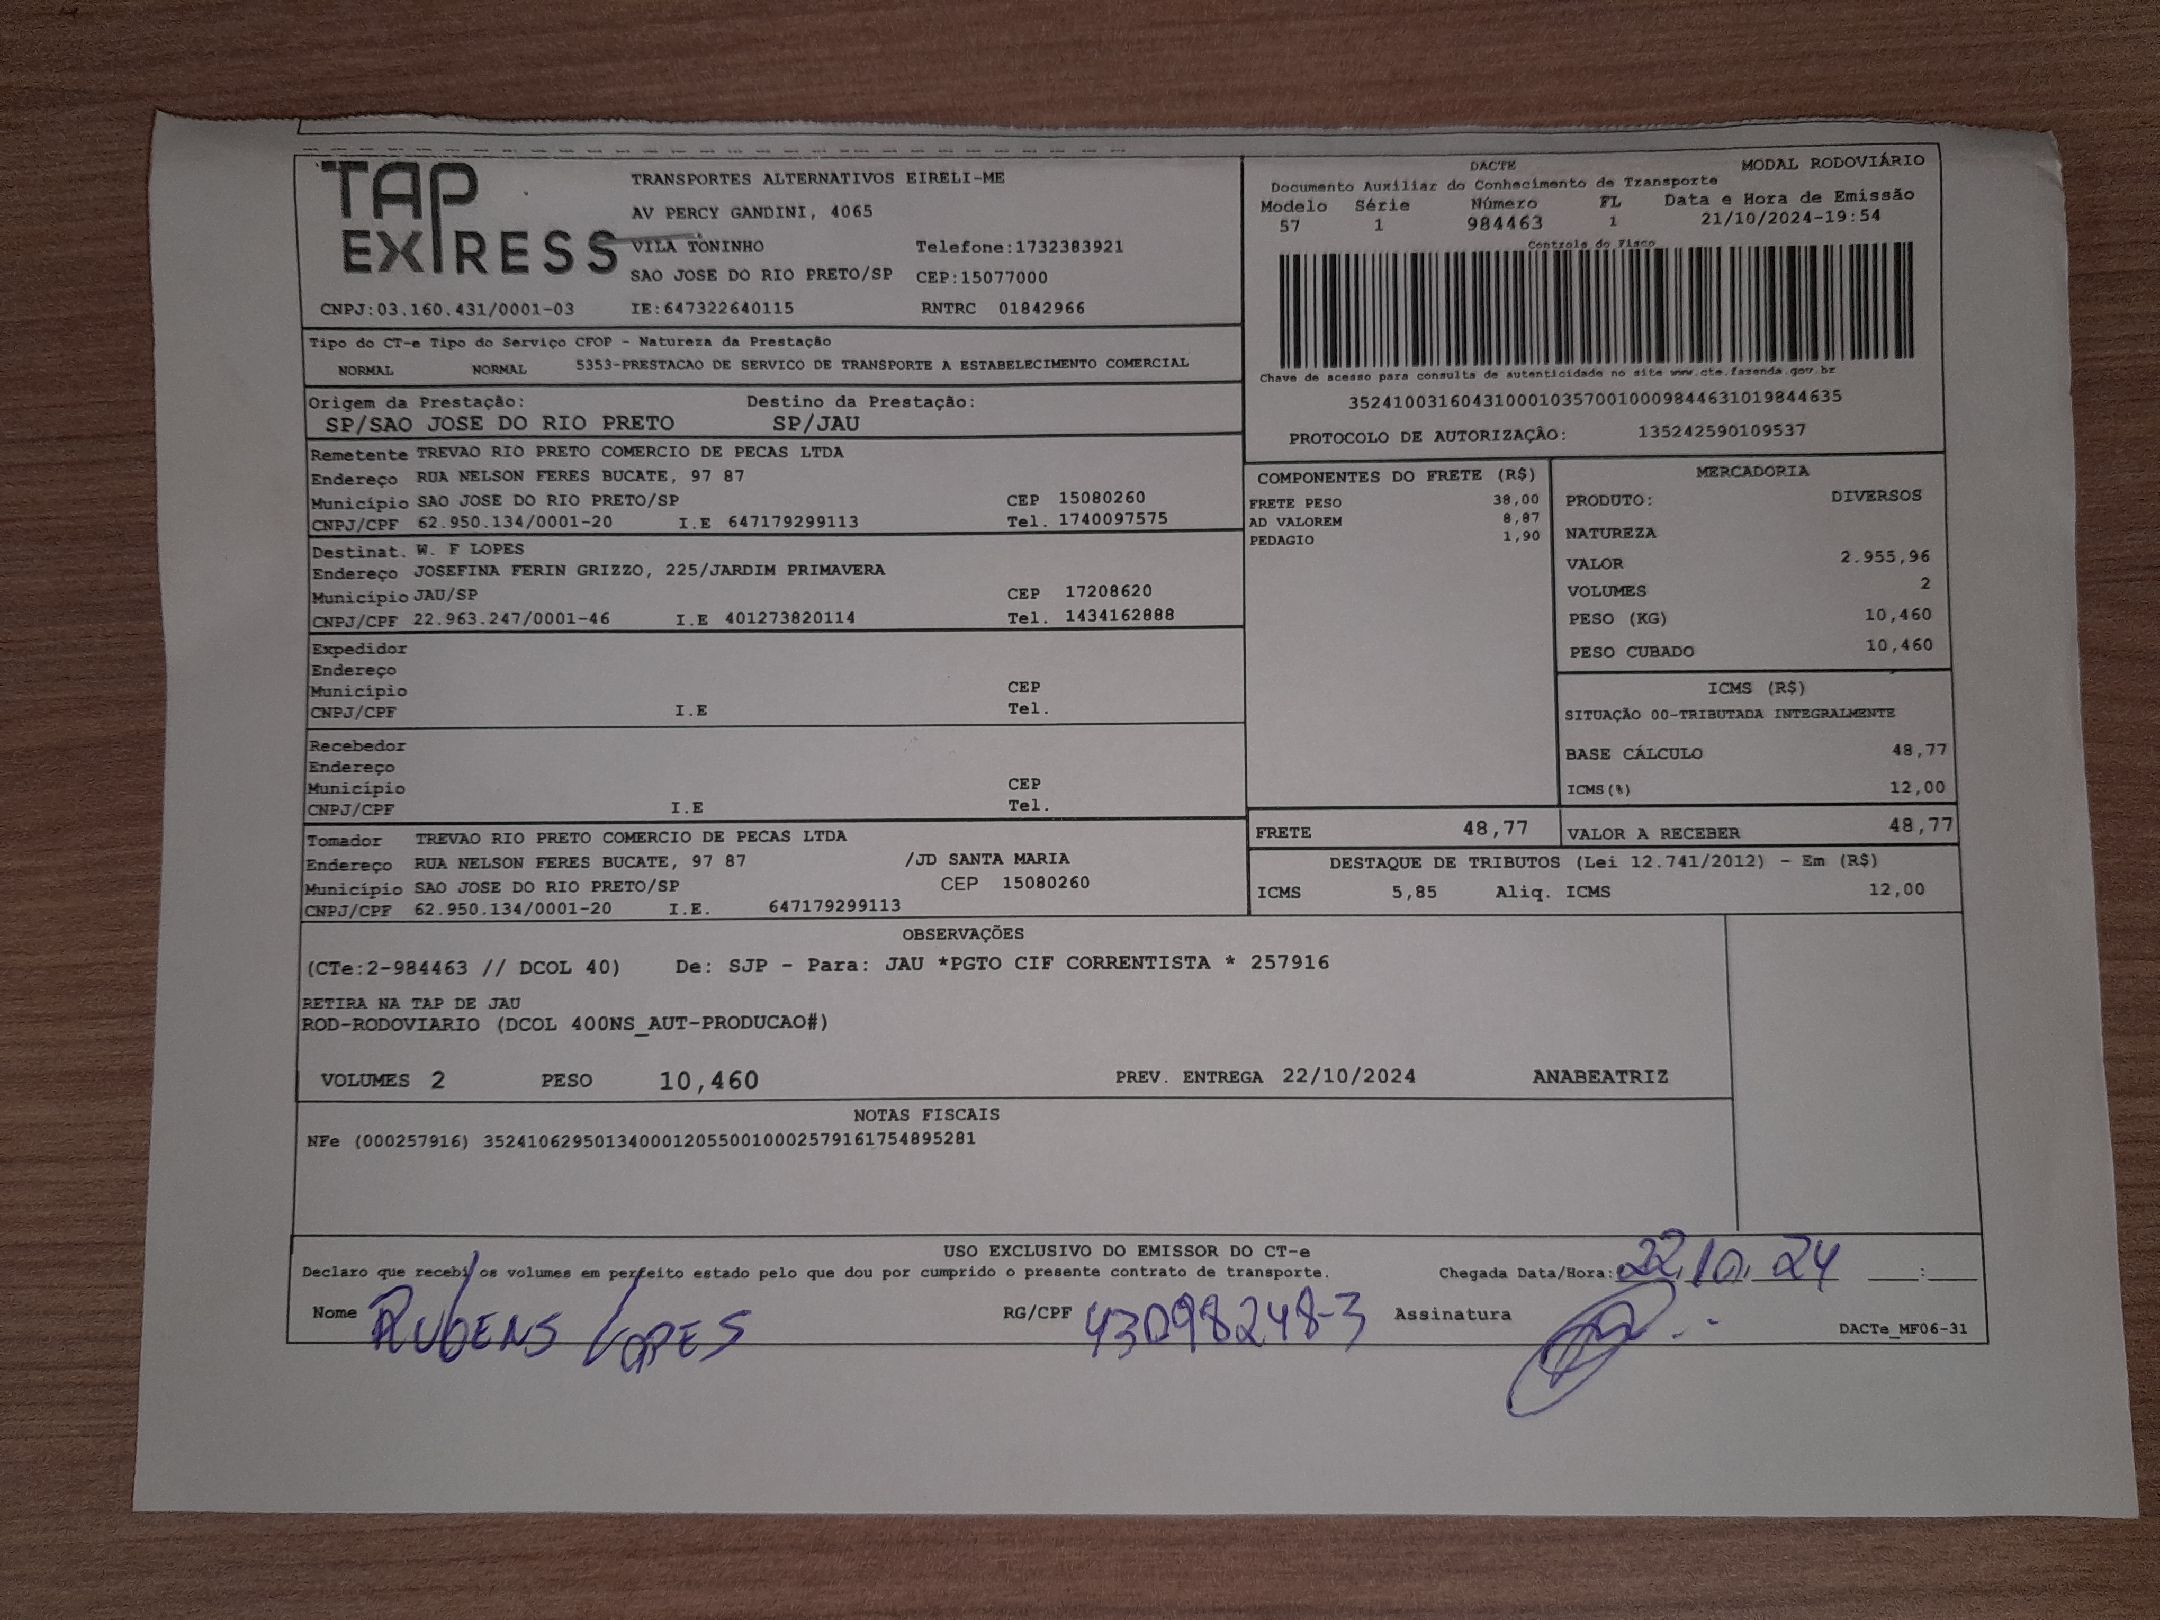 TAP EXPRESS
TRANSPORTES ALTERNATIVOS EIRELI-ME
AV PERCY GANDINI, 4065
VILA TONINHO Telefone:1732383921
SAO JOSE DO RIO PRETO/SP CEP:15077000
CNPJ:03.160.431/0001-03 IE:647322640115 RNTRC 01842966
DACTE MODAL RODOVIÁRIO
Documento Auxiliar do Conhecimento de Transporte
Modelo Série Número FL Data e Hora de Emissão
57 1 984463 1 21/10/2024-19:54
Controle do Fisco
Chave de acesso para consulta de autenticidade no site www.cte.fazenda.gov.br
35241003160431000103570010009844631019844635
PROTOCOLO DE AUTORIZAÇÃO: 135242590109537
Tipo do CT-e Tipo do Serviço CFOP - Natureza da Prestação
NORMAL NORMAL 5353-PRESTACAO DE SERVICO DE TRANSPORTE A ESTABELECIMENTO COMERCIAL
Origem da Prestação: Destino da Prestação:
SP/SAO JOSE DO RIO PRETO SP/JAU
Remetente TREVAO RIO PRETO COMERCIO DE PECAS LTDA
Endereço RUA NELSON FERES BUCATE, 97 87
Município SAO JOSE DO RIO PRETO/SP CEP 15080260
CNPJ/CPF 62.950.134/0001-20 I.E 647179299113 Tel. 1740097575
Destinat. W. F LOPES
Endereço JOSEFINA FERIN GRIZZO, 225/JARDIM PRIMAVERA
Município JAU/SP CEP 17208620
CNPJ/CPF 22.963.247/0001-46 I.E 401273820114 Tel. 1434162888
Expedidor
Endereço
Município CEP
CNPJ/CPF I.E Tel.
Recebedor
Endereço
Município CEP
CNPJ/CPF I.E Tel.
Tomador TREVAO RIO PRETO COMERCIO DE PECAS LTDA
Endereço RUA NELSON FERES BUCATE, 97 87 /JD SANTA MARIA
Município SAO JOSE DO RIO PRETO/SP CEP 15080260
CNPJ/CPF 62.950.134/0001-20 I.E. 647179299113
COMPONENTES DO FRETE (R$)
FRETE PESO 38,00
AD VALOREM 8,87
PEDAGIO 1,90
MERCADORIA
PRODUTO: DIVERSOS
NATUREZA
VALOR 2.955,96
VOLUMES 2
PESO (KG) 10,460
PESO CUBADO 10,460
ICMS (R$)
SITUAÇÃO 00-TRIBUTADA INTEGRALMENTE
BASE CÁLCULO 48,77
ICMS(%) 12,00
FRETE 48,77 VALOR A RECEBER 48,77
DESTAQUE DE TRIBUTOS (Lei 12.741/2012) - Em (R$)
ICMS 5,85 Aliq. ICMS 12,00
OBSERVAÇÕES
(CTe:2-984463 // DCOL 40) De: SJP - Para: JAU *PGTO CIF CORRENTISTA * 257916
RETIRA NA TAP DE JAU
ROD-RODOVIARIO (DCOL 400NS_AUT-PRODUCAO#)
VOLUMES 2 PESO 10,460 PREV. ENTREGA 22/10/2024 ANABEATRIZ
NOTAS FISCAIS
NFe (000257916) 35241062950134000120550010002579161754895281
USO EXCLUSIVO DO EMISSOR DO CT-e
Declaro que recebi os volumes em perfeito estado pelo que dou por cumprido o presente contrato de transporte. Chegada Data/Hora: 22.10.24 __:__
Nome RUBENS LOPES RG/CPF 43098248-3 Assinatura
DACTe_MF06-31